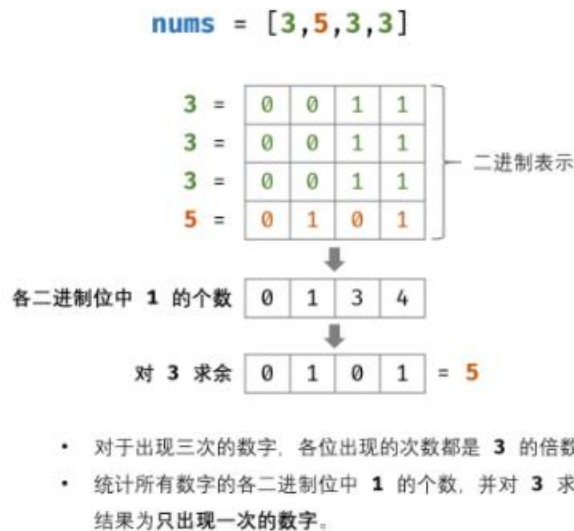 nums = [3,5,3,3]
3 = 0 0 1 1
3 = 0 0 1 1
3 = 0 0 1 1
5 = 0 1 0 1
二进制表示
各二进制位中 1 的个数 0 1 3 4
对 3 求余 0 1 0 1 = 5
• 对于出现三次的数字，各位出现的次数都是 3 的倍数
• 统计所有数字的各二进制位中 1 的个数，并对 3 求
结果为只出现一次的数字。